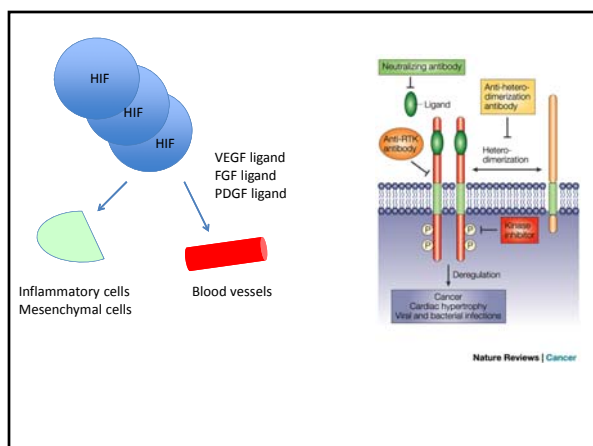 HIF
HIF
HIF
VEGF ligand
FGF ligand
PDGF ligand
Inflammatory cells
Mesenchymal cells
Blood vessels
Neutralizing antibody
Ligand
Anti-hetero-
dimerization
antibody
Anti-RTK
antibody
Hetero-
dimerization
P
P
P
P
Kinase
inhibitor
Deregulation
Cancer
Cardiac hypertrophy
Viral and bacterial infections
Nature Reviews | Cancer